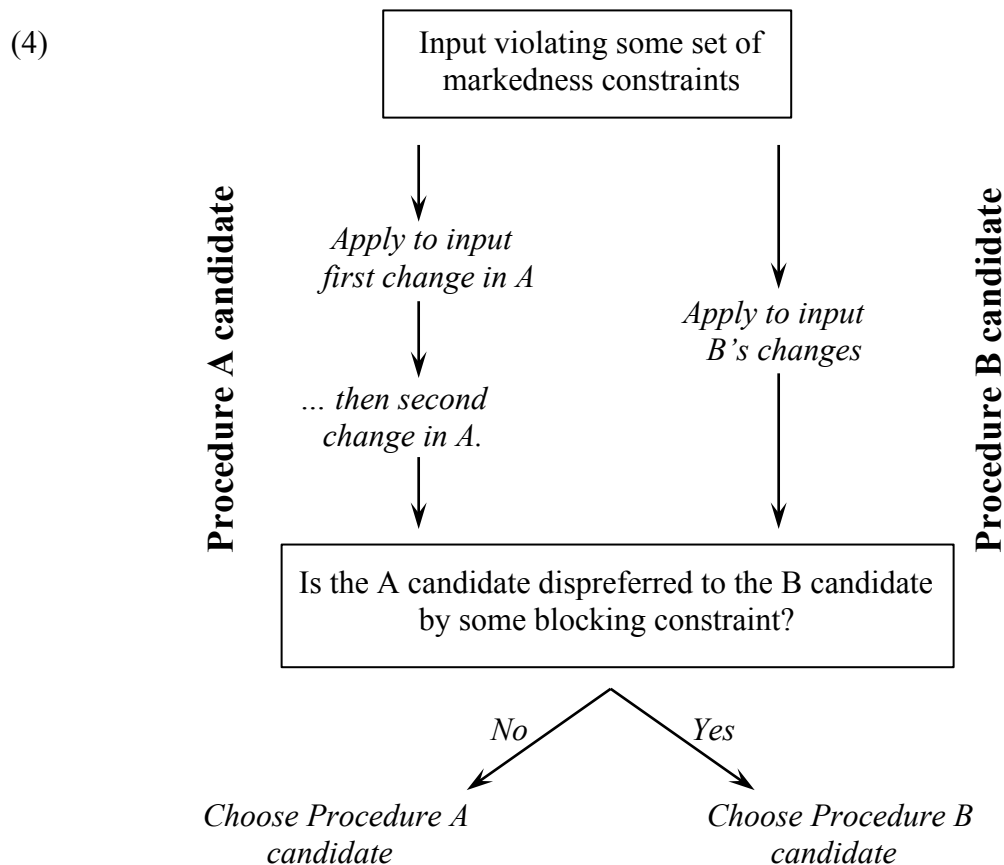 (4)
Input violating some set of
markedness constraints
Procedure A candidate
Apply to input
first change in A
... then second
change in A.
Apply to input
B’s changes
Procedure B candidate
Is the A candidate dispreferred to the B candidate
by some blocking constraint?
No
Yes
Choose Procedure A
candidate
Choose Procedure B
candidate